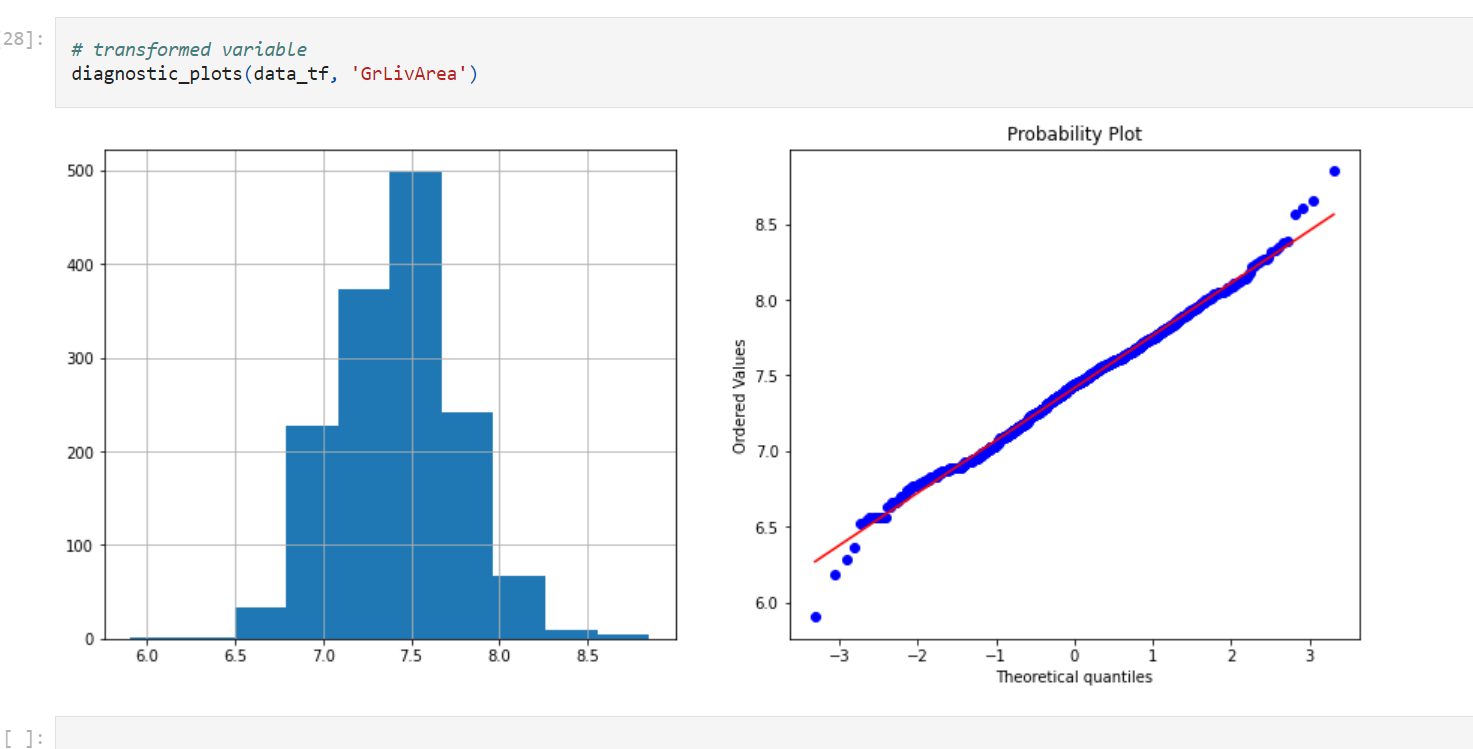 28]:
# transformed variable
diagnostic_plots(data_tf, 'GrLivArea')
500
400
300
200
100
0
6.0 6.5 7.0 7.5 8.0 8.5
Probability Plot
Ordered Values
8.5
8.0
7.5
7.0
6.5
6.0
−3 −2 −1 0 1 2 3
Theoretical quantiles
[ ]: